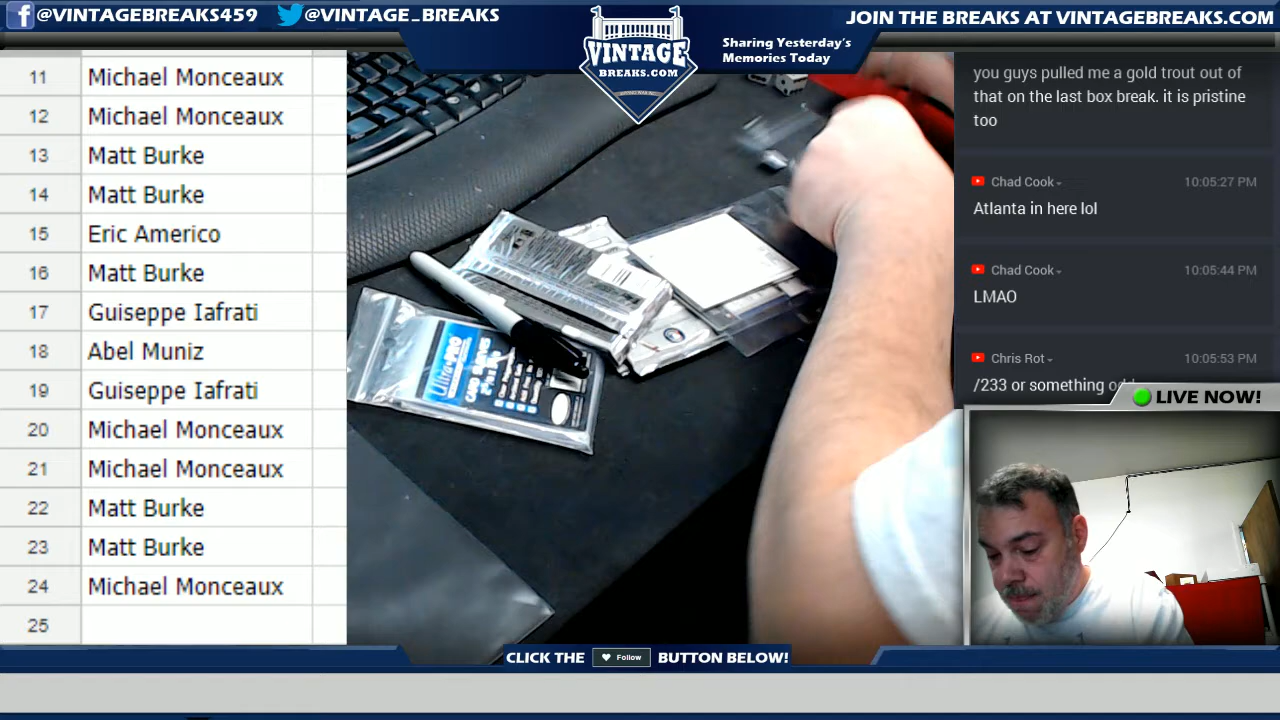 @VINTAGEBREAKS459 @VINTAGE_BREAKS
JOIN THE BREAKS AT VINTAGEBREAKS.COM
VINTAGE
BREAKS.COM
Sharing Yesterday's
Memories Today
11 Michael Monceaux
12 Michael Monceaux
13 Matt Burke
14 Matt Burke
15 Eric Americo
16 Matt Burke
17 Guiseppe Iafrati
18 Abel Muniz
19 Guiseppe Iafrati
20 Michael Monceaux
21 Michael Monceaux
22 Matt Burke
23 Matt Burke
24 Michael Monceaux
25
Ultra-PRO
CARD SLEEVES
you guys pulled me a gold trout out of
that on the last box break. it is pristine
too
Chad Cook 10:05:27 PM
Atlanta in here lol
Chad Cook 10:05:44 PM
LMAO
Chris Rot 10:05:53 PM
/233 or something
LIVE NOW!
CLICK THE Follow BUTTON BELOW!